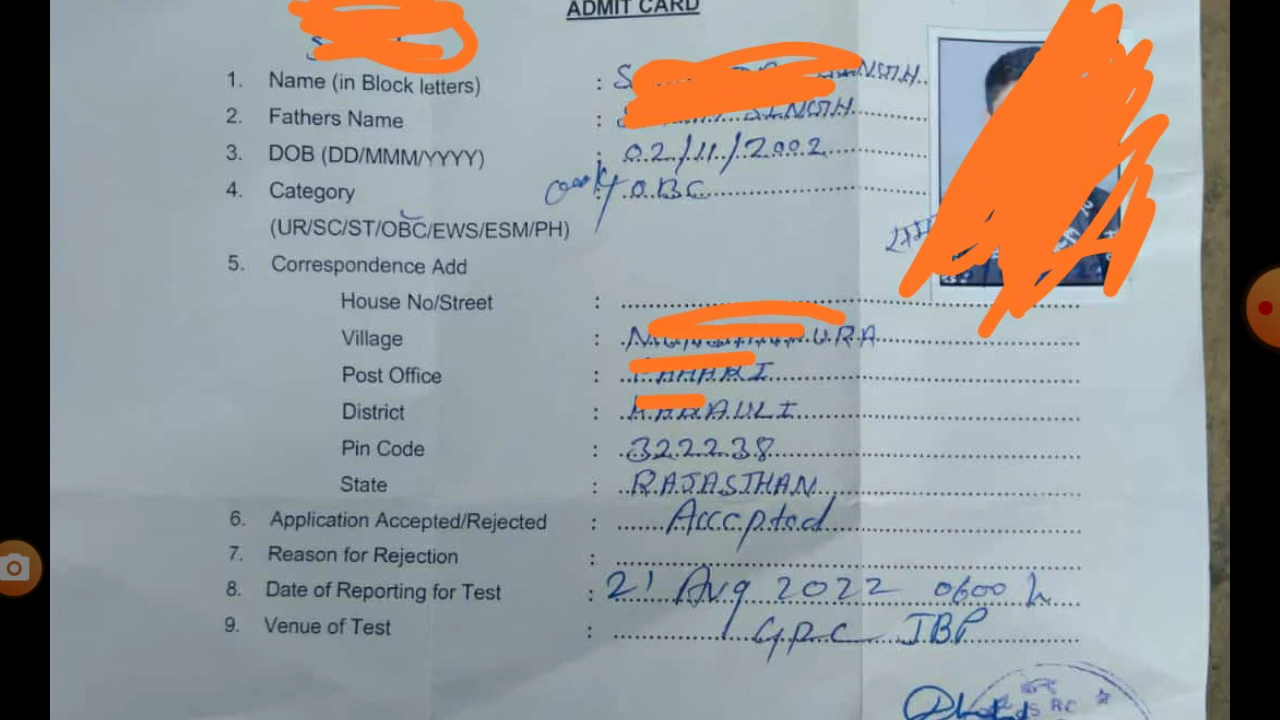 ADMIT CARD
1. Name (in Block letters) :
2. Fathers Name : SINGH
3. DOB (DD/MMM/YYYY) : 02/11/2002
4. Category : OBC
(UR/SC/ST/OBC/EWS/ESM/PH)
5. Correspondence Add
House No/Street :
Village :
Post Office :
District :
Pin Code : 322238
State : RAJASTHAN
6. Application Accepted/Rejected : Accepted
7. Reason for Rejection :
8. Date of Reporting for Test : 21 Aug 2022 0600 h
9. Venue of Test : GRC JBP